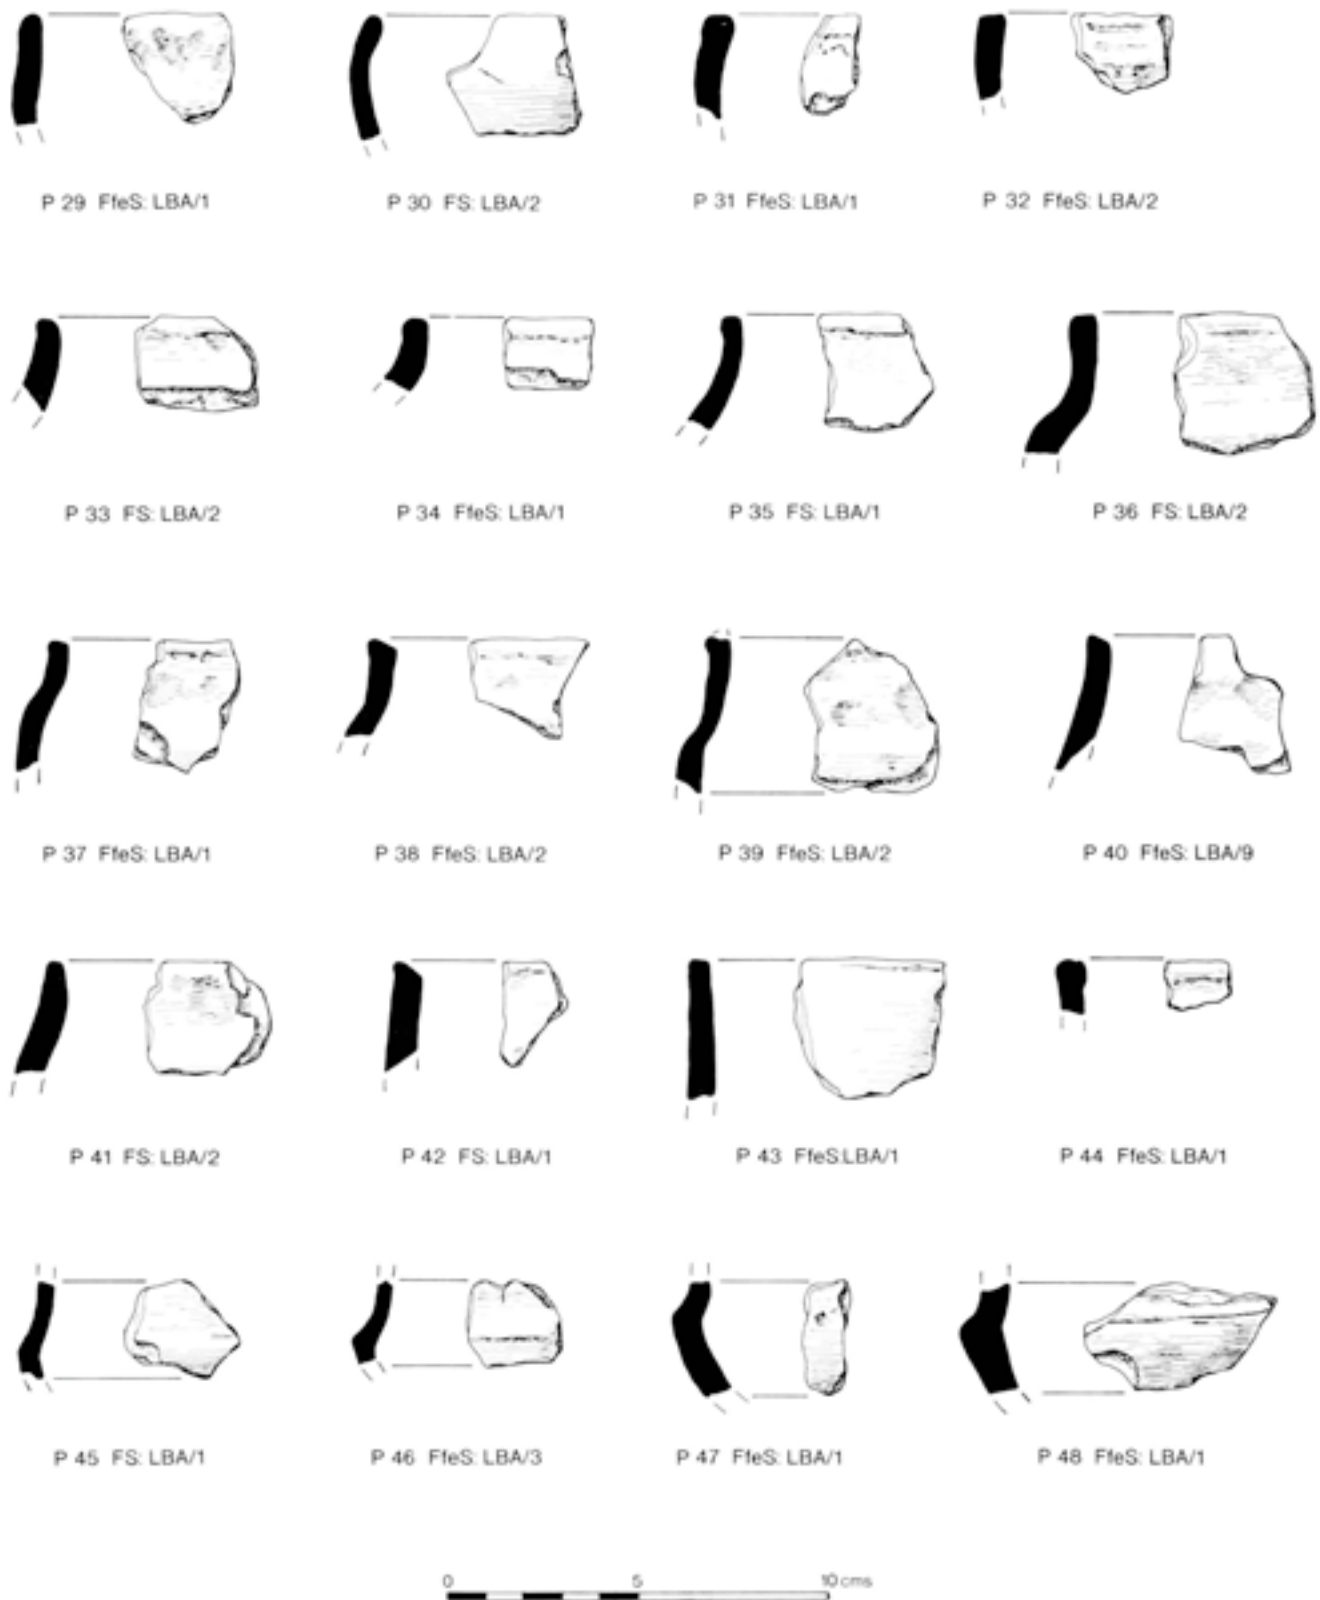 P 29 FfeS: LBA/1
P 30 FS: LBA/2
P 31 FfeS: LBA/1
P 32 FfeS: LBA/2
P 33 FS: LBA/2
P 34 FfeS: LBA/1
P 35 FS: LBA/1
P 36 FS: LBA/2
P 37 FfeS: LBA/1
P 38 FfeS: LBA/2
P 39 FfeS: LBA/2
P 40 FfeS: LBA/9
P 41 FS: LBA/2
P 42 FS: LBA/1
P 43 FfeS:LBA/1
P 44 FfeS: LBA/1
P 45 FS: LBA/1
P 46 FfeS: LBA/3
P 47 FfeS: LBA/1
P 48 FfeS: LBA/1
0 5 10 cms